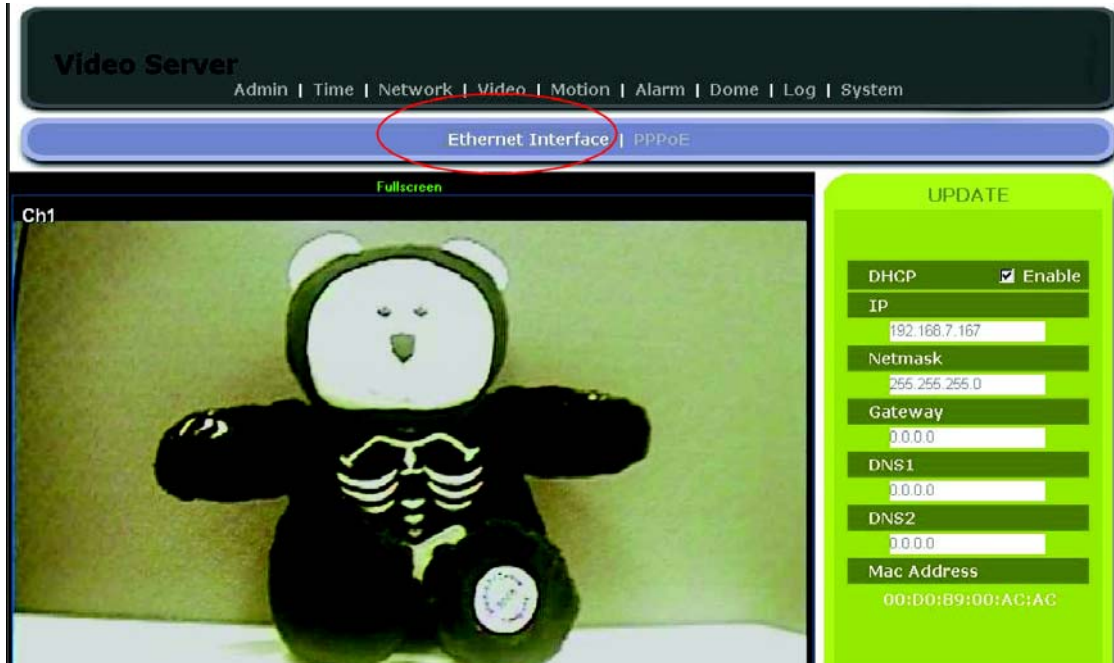 Video Server
Admin | Time | Network | Video | Motion | Alarm | Dome | Log | System
Ethernet Interface | PPPoE
Fullscreen
Ch1
UPDATE
DHCP Enable
IP
192.168.7.167
Netmask
255.255.255.0
Gateway
0.0.0.0
DNS1
0.0.0.0
DNS2
0.0.0.0
Mac Address
00:D0:B9:00:AC:AC